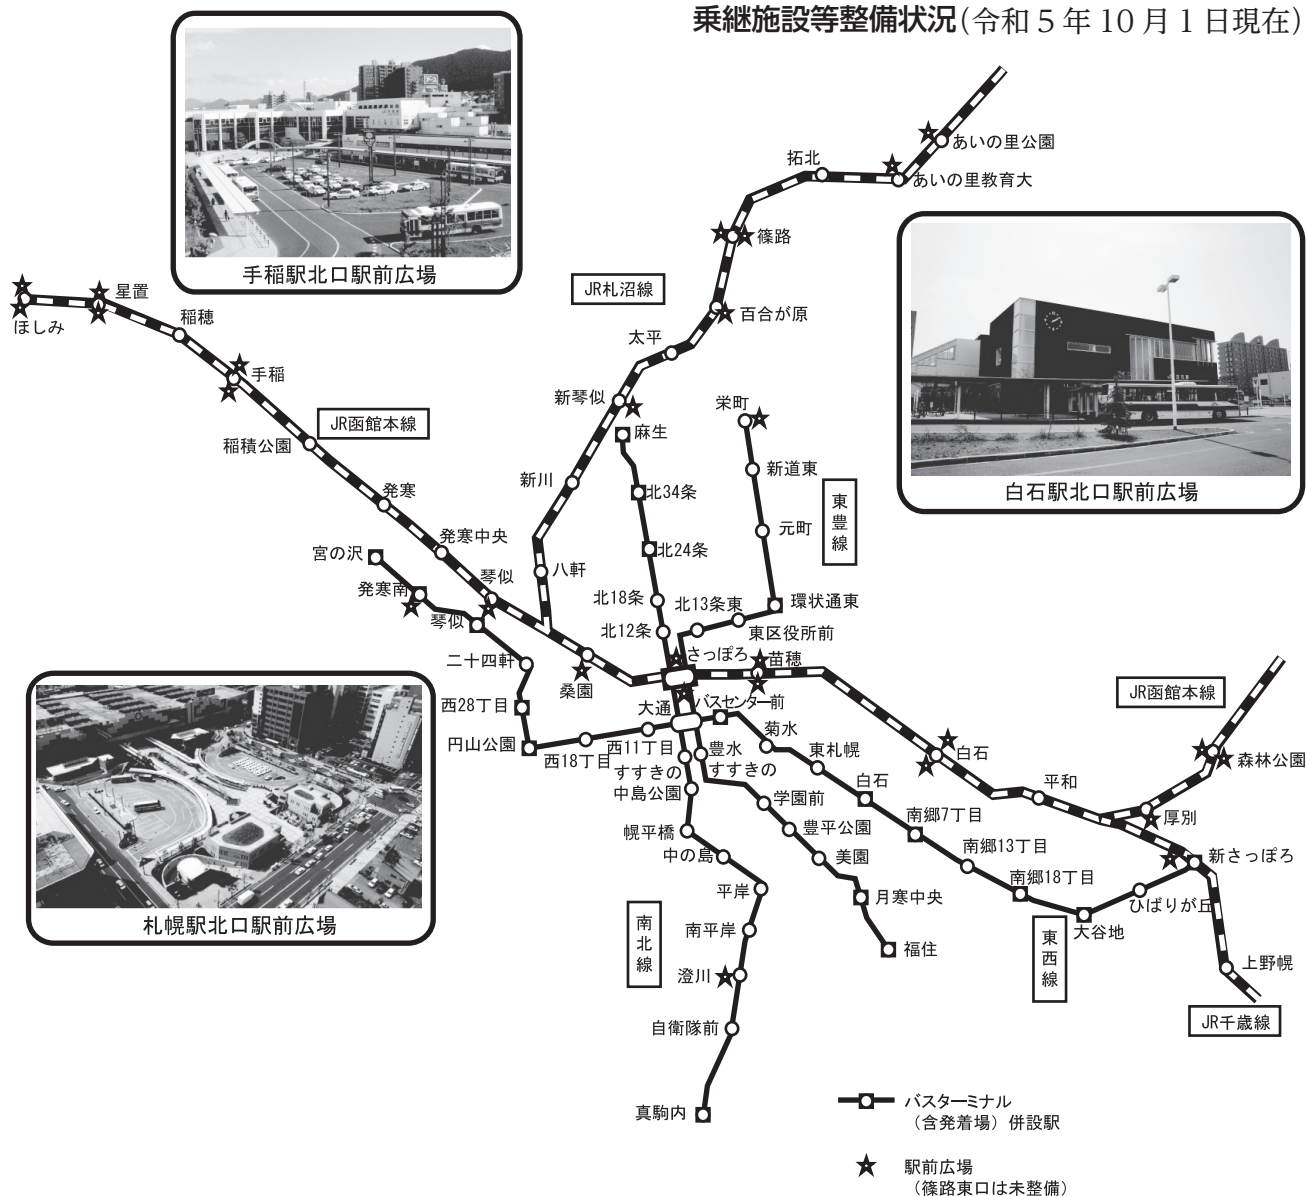 乗継施設等整備状況(令和5年10月1日現在)
手稲駅北口駅前広場
あいの里公園
拓北
あいの里教育大
篠路
JR札沼線
百合が原
太平
星置
ほしみ
稲穂
手稲
JR函館本線
稲積公園
新琴似
麻生
栄町
白石駅北口駅前広場
発寒
新川
北34条
新道東
東豊線
発寒中央
宮の沢
北24条
元町
発寒南
琴似
八軒
北18条
北13条東
環状通東
琴似
北12条
東区役所前
二十四軒
桑園
さっぽろ
苗穂
西28丁目
大通
バスセンター前
JR函館本線
円山公園
西18丁目
西11丁目
すすきの
豊水
すすきの
菊水
東札幌
白石
森林公園
中島公園
学園前
白石
平和
厚別
幌平橋
豊平公園
南郷7丁目
中の島
美園
南郷13丁目
新さっぽろ
平岸
月寒中央
南郷18丁目
ひばりが丘
札幌駅北口駅前広場
南北線
南平岸
福住
大谷地
東西線
澄川
上野幌
自衛隊前
JR千歳線
真駒内
バスターミナル
(含発着場)併設駅
駅前広場
(篠路東口は未整備)